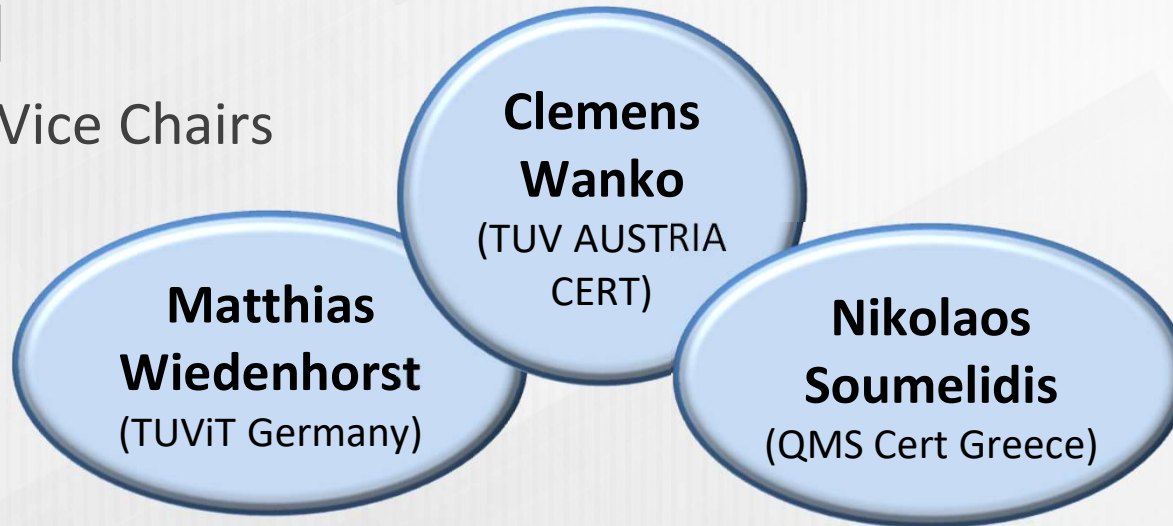 Vice Chairs
Clemens
Wanko
(TUV AUSTRIA
CERT)
Matthias
Wiedenhorst
(TUViT Germany)
Nikolaos
Soumelidis
(QMS Cert Greece)